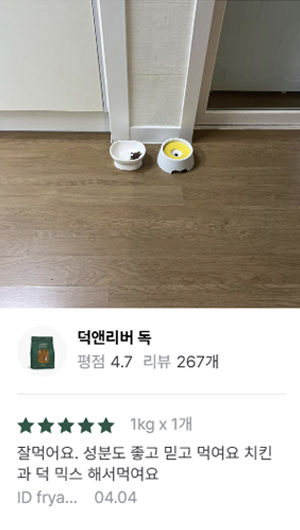 덕앤리버 독
평점 4.7 리뷰 267개
★★★★★ 1kg x 1개
잘먹어요. 성분도 좋고 믿고 먹여요 치킨
과 덕 믹스 해서먹여요
ID frya... 04.04